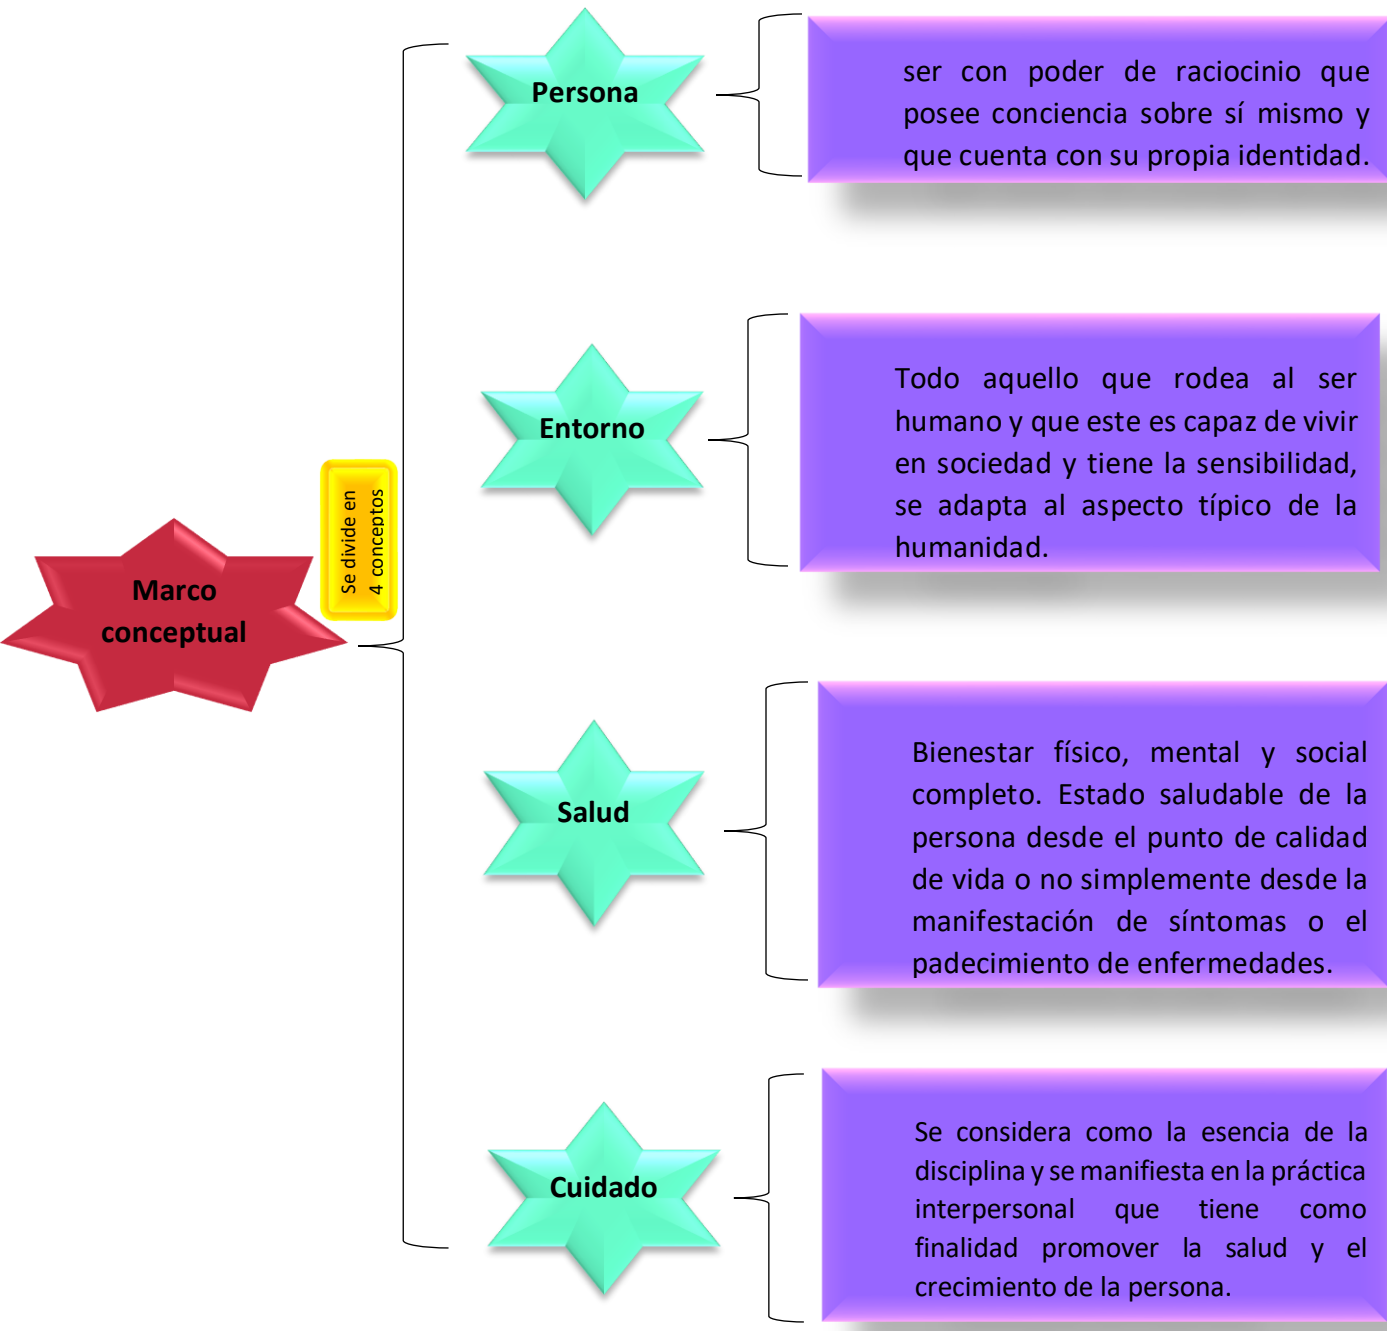 Persona
ser con poder de raciocinio que
posee conciencia sobre sí mismo y
que cuenta con su propia identidad.
Entorno
Todo aquello que rodea al ser
humano y que este es capaz de vivir
en sociedad y tiene la sensibilidad,
se adapta al aspecto típico de la
humanidad.
Se divide en
4 conceptos
Marco
conceptual
Salud
Bienestar físico, mental y social
completo. Estado saludable de la
persona desde el punto de calidad
de vida o no simplemente desde la
manifestación de síntomas o el
padecimiento de enfermedades.
Cuidado
Se considera como la esencia de la
disciplina y se manifiesta en la práctica
interpersonal que tiene como
finalidad promover la salud y el
crecimiento de la persona.